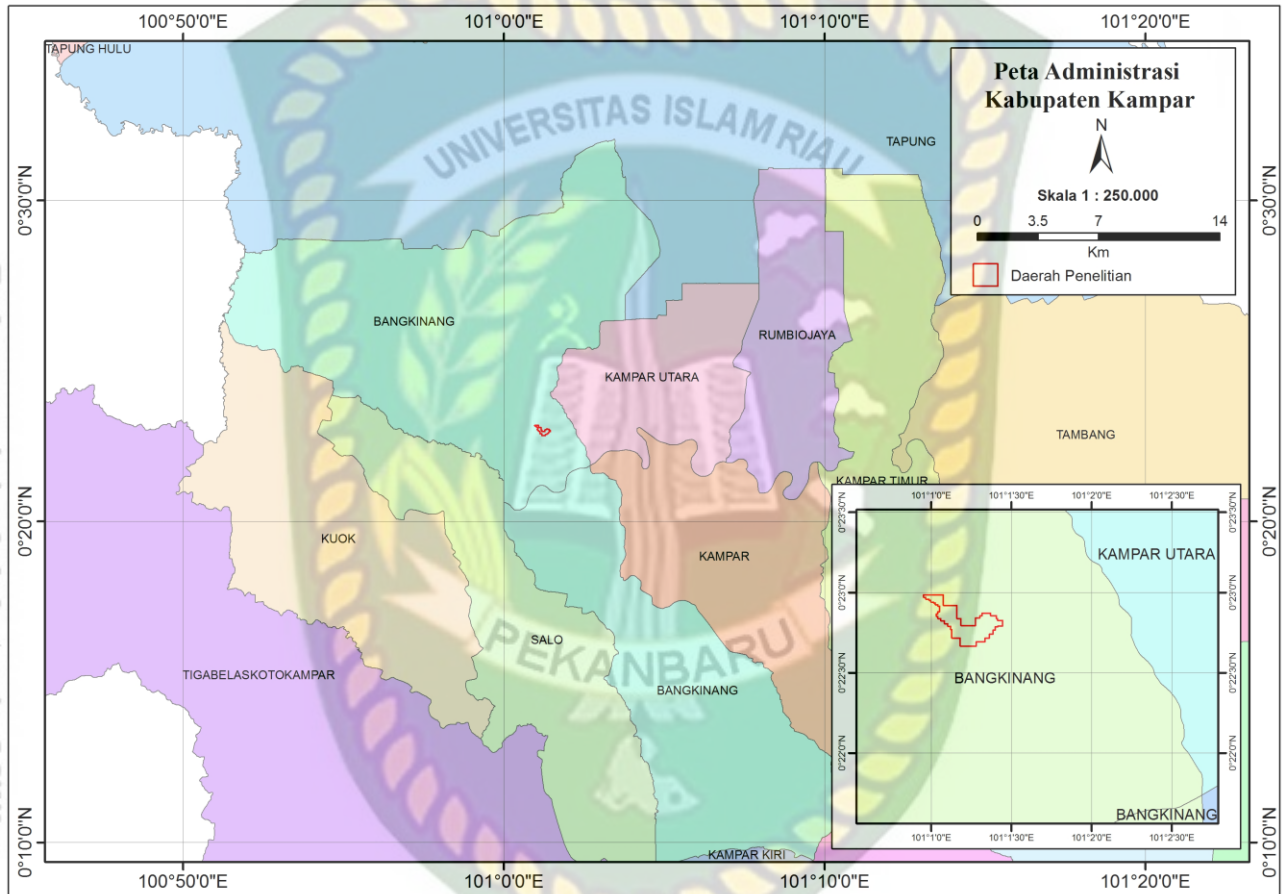 100°50'0"E 101°0'0"E 101°10'0"E 101°20'0"E
TAPUNG HULU
Peta Administrasi
Kabupaten Kampar
N
Skala 1 : 250.000
0 3.5 7 14
Km
Daerah Penelitian
UNIVERSITAS ISLAM RIAU
TAPUNG
0°30'0"N 0°30'0"N
BANGKINANG
RUMBIOJAYA
KAMPAR UTARA
TAMBANG
KAMPAR TIMUR
0°20'0"N 0°20'0"N
KUOK
KAMPAR
SALO
PEKANBARU
TIGABELASKOTOKAMPAR
BANGKINANG
KAMPAR KIRI
0°10'0"N 0°10'0"N
100°50'0"E 101°0'0"E 101°10'0"E 101°20'0"E
101°1'0"E 101°1'30"E 101°2'0"E 101°2'30"E
0°23'30"N 0°23'30"N
KAMPAR UTARA
0°23'0"N 0°23'0"N
0°22'30"N 0°22'30"N
BANGKINANG
0°22'0"N 0°22'0"N
BANGKINANG
101°1'0"E 101°1'30"E 101°2'0"E 101°2'30"E